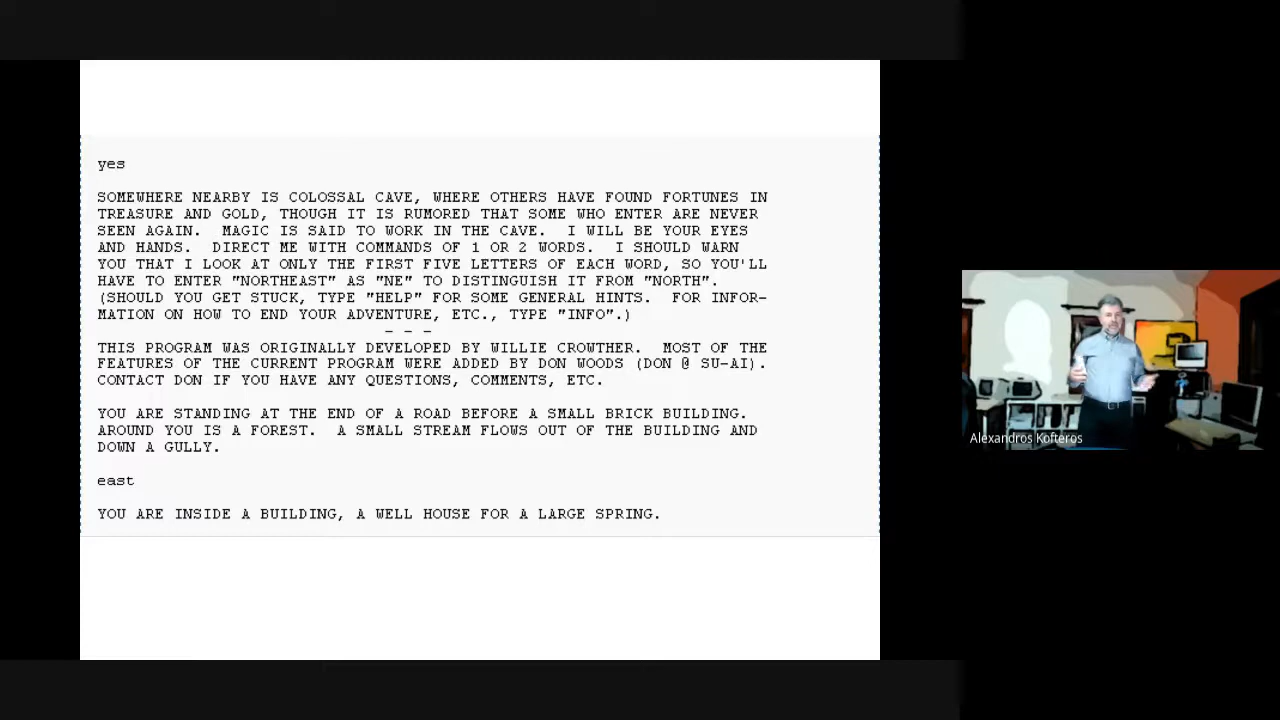 yes
SOMEWHERE NEARBY IS COLOSSAL CAVE, WHERE OTHERS HAVE FOUND FORTUNES IN
TREASURE AND GOLD, THOUGH IT IS RUMORED THAT SOME WHO ENTER ARE NEVER
SEEN AGAIN.  MAGIC IS SAID TO WORK IN THE CAVE.  I WILL BE YOUR EYES
AND HANDS.  DIRECT ME WITH COMMANDS OF 1 OR 2 WORDS.  I SHOULD WARN
YOU THAT I LOOK AT ONLY THE FIRST FIVE LETTERS OF EACH WORD, SO YOU'LL
HAVE TO ENTER "NORTHEAST" AS "NE" TO DISTINGUISH IT FROM "NORTH".
(SHOULD YOU GET STUCK, TYPE "HELP" FOR SOME GENERAL HINTS.  FOR INFOR-
MATION ON HOW TO END YOUR ADVENTURE, ETC., TYPE "INFO".)
- - -
THIS PROGRAM WAS ORIGINALLY DEVELOPED BY WILLIE CROWTHER.  MOST OF THE
FEATURES OF THE CURRENT PROGRAM WERE ADDED BY DON WOODS (DON @ SU-AI).
CONTACT DON IF YOU HAVE ANY QUESTIONS, COMMENTS, ETC.
YOU ARE STANDING AT THE END OF A ROAD BEFORE A SMALL BRICK BUILDING.
AROUND YOU IS A FOREST.  A SMALL STREAM FLOWS OUT OF THE BUILDING AND
DOWN A GULLY.
east
YOU ARE INSIDE A BUILDING, A WELL HOUSE FOR A LARGE SPRING.
Alexandros Kofteros